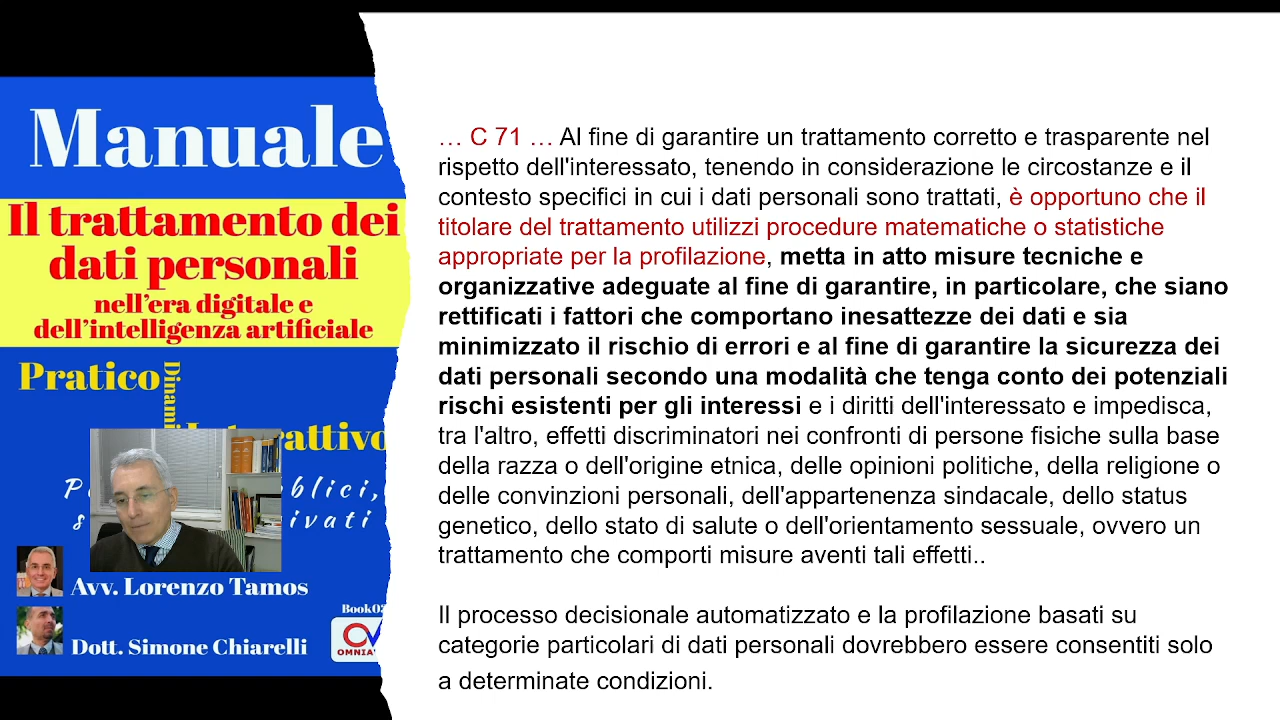 Manuale
Il trattamento dei
dati personali
nell'era digitale e
dell'intelligenza artificiale
Pratico
Avv. Lorenzo Tamos
Dott. Simone Chiarelli
… C 71 … Al fine di garantire un trattamento corretto e trasparente nel
rispetto dell'interessato, tenendo in considerazione le circostanze e il
contesto specifici in cui i dati personali sono trattati, è opportuno che il
titolare del trattamento utilizzi procedure matematiche o statistiche
appropriate per la profilazione, metta in atto misure tecniche e
organizzative adeguate al fine di garantire, in particolare, che siano
rettificati i fattori che comportano inesattezze dei dati e sia
minimizzato il rischio di errori e al fine di garantire la sicurezza dei
dati personali secondo una modalità che tenga conto dei potenziali
rischi esistenti per gli interessi e i diritti dell'interessato e impedisca,
tra l'altro, effetti discriminatori nei confronti di persone fisiche sulla base
della razza o dell'origine etnica, delle opinioni politiche, della religione o
delle convinzioni personali, dell'appartenenza sindacale, dello status
genetico, dello stato di salute o dell'orientamento sessuale, ovvero un
trattamento che comporti misure aventi tali effetti..
Il processo decisionale automatizzato e la profilazione basati su
categorie particolari di dati personali dovrebbero essere consentiti solo
a determinate condizioni.